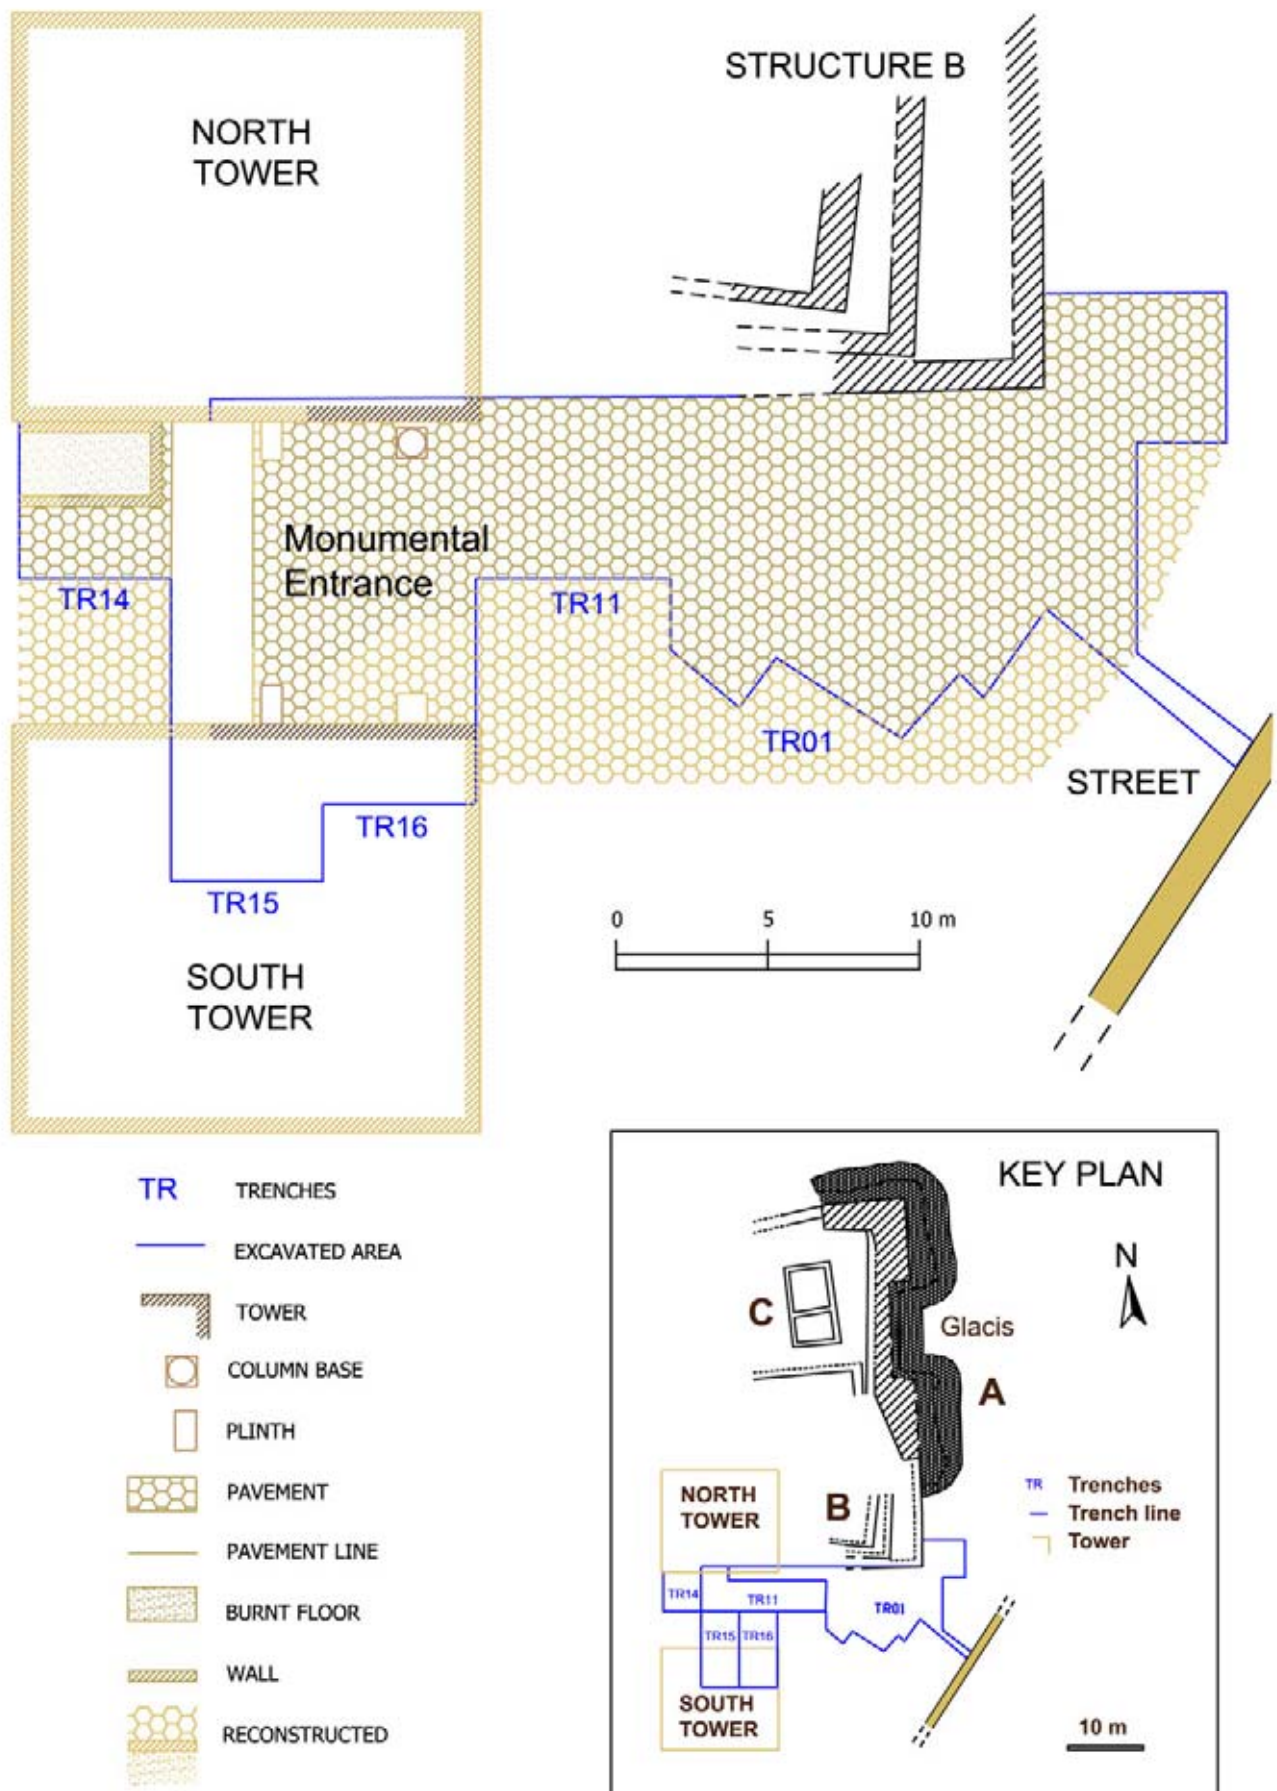 STRUCTURE B
NORTH
TOWER
Monumental
Entrance
TR14
TR11
TR01
STREET
TR16
TR15
0 5 10 m
SOUTH
TOWER
TR TRENCHES
EXCAVATED AREA
TOWER
COLUMN BASE
PLINTH
PAVEMENT
PAVEMENT LINE
BURNT FLOOR
WALL
RECONSTRUCTED
KEY PLAN
N
C
Glacis
A
NORTH
TOWER
B
TR Trenches
Trench line
Tower
TR14
TR11
TR01
TR15
TR16
SOUTH
TOWER
10 m